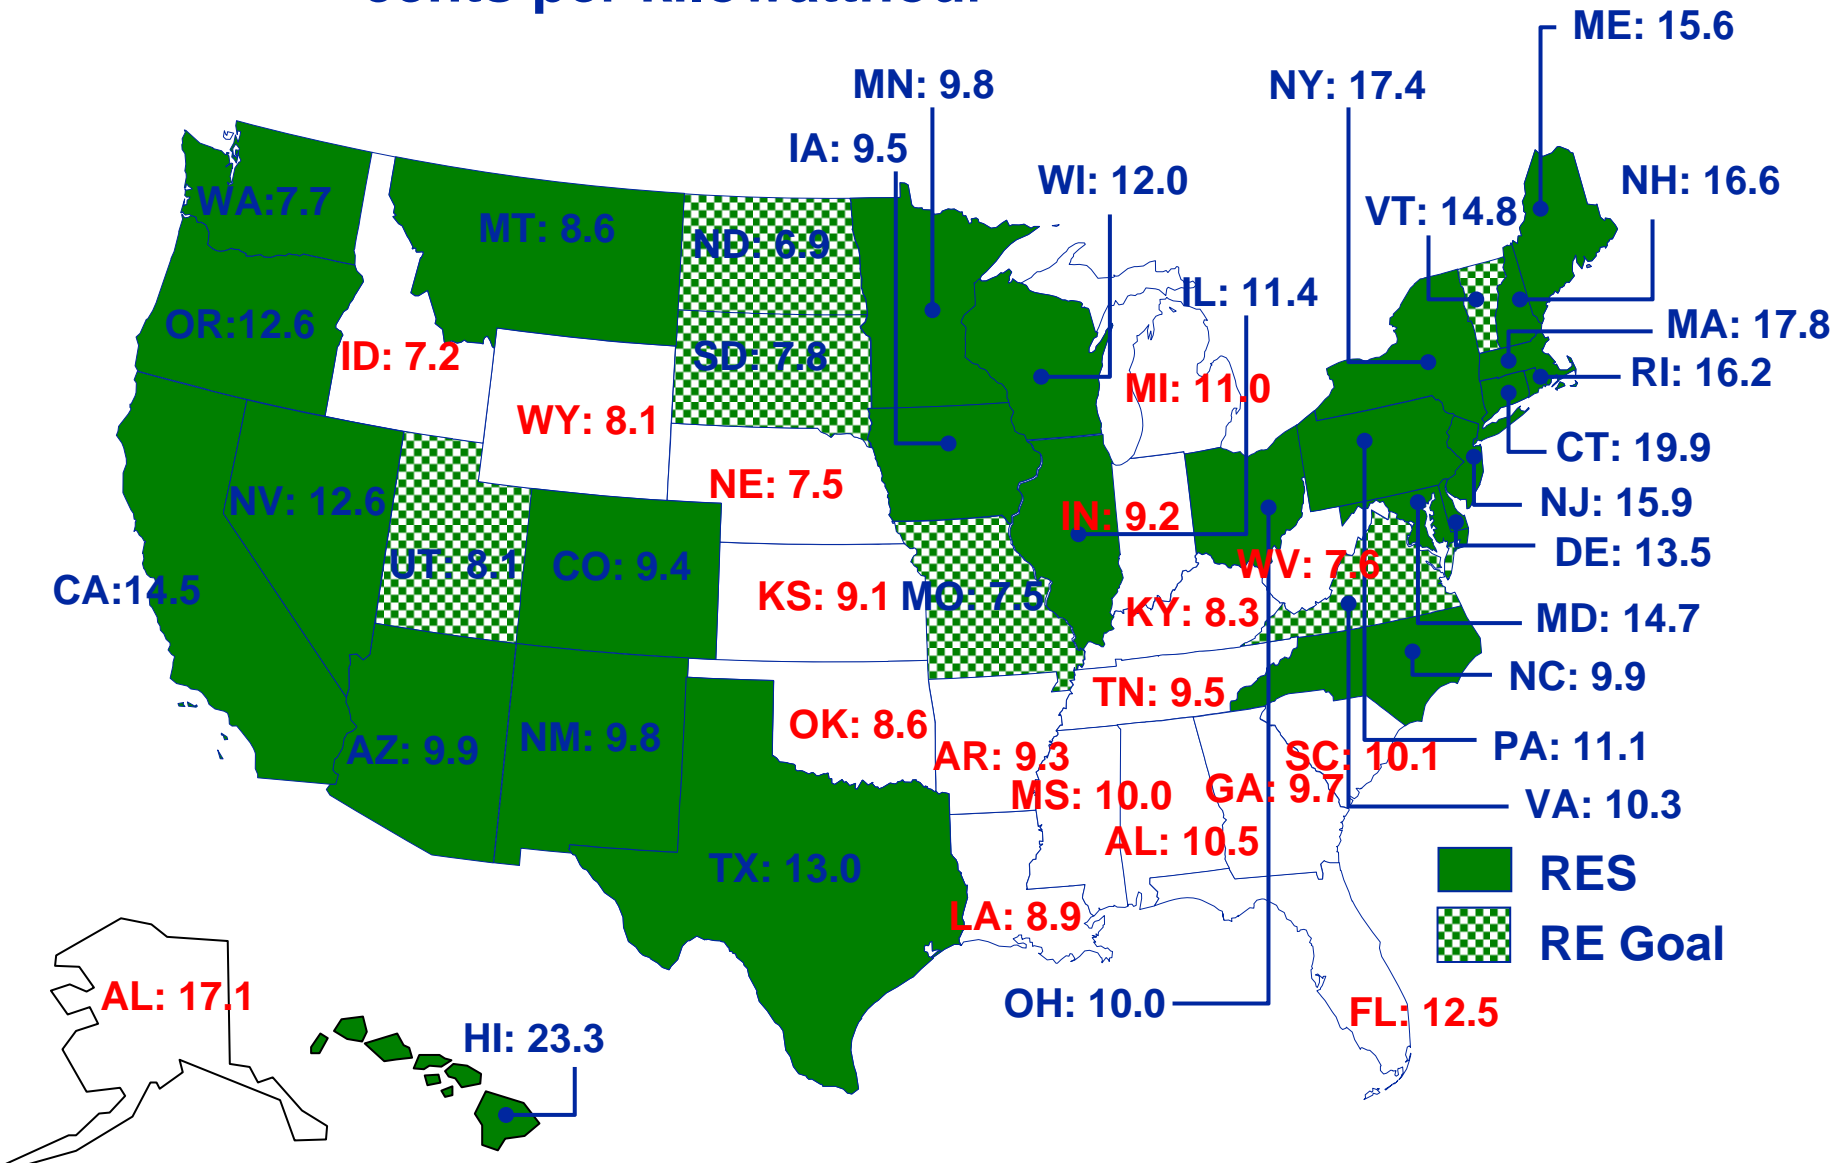 cents per kilowatthour
ME: 15.6
MN: 9.8
NY: 17.4
IA: 9.5
WI: 12.0
NH: 16.6
WA:7.7
VT: 14.8
MT: 8.6
ND: 6.9
IL: 11.4
OR:12.6
MA: 17.8
ID: 7.2
SD: 7.8
RI: 16.2
MI: 11.0
WY: 8.1
CT: 19.9
NE: 7.5
NV: 12.6
NJ: 15.9
IN: 9.2
DE: 13.5
UT: 8.1
CO: 9.4
WV: 7.6
CA:14.5
KS: 9.1
MO: 7.5
KY: 8.3
MD: 14.7
NC: 9.9
TN: 9.5
OK: 8.6
NM: 9.8
AZ: 9.9
PA: 11.1
AR: 9.3
SC: 10.1
MS: 10.0
GA: 9.7
VA: 10.3
AL: 10.5
TX: 13.0
RES
LA: 8.9
RE Goal
AL: 17.1
OH: 10.0
FL: 12.5
HI: 23.3